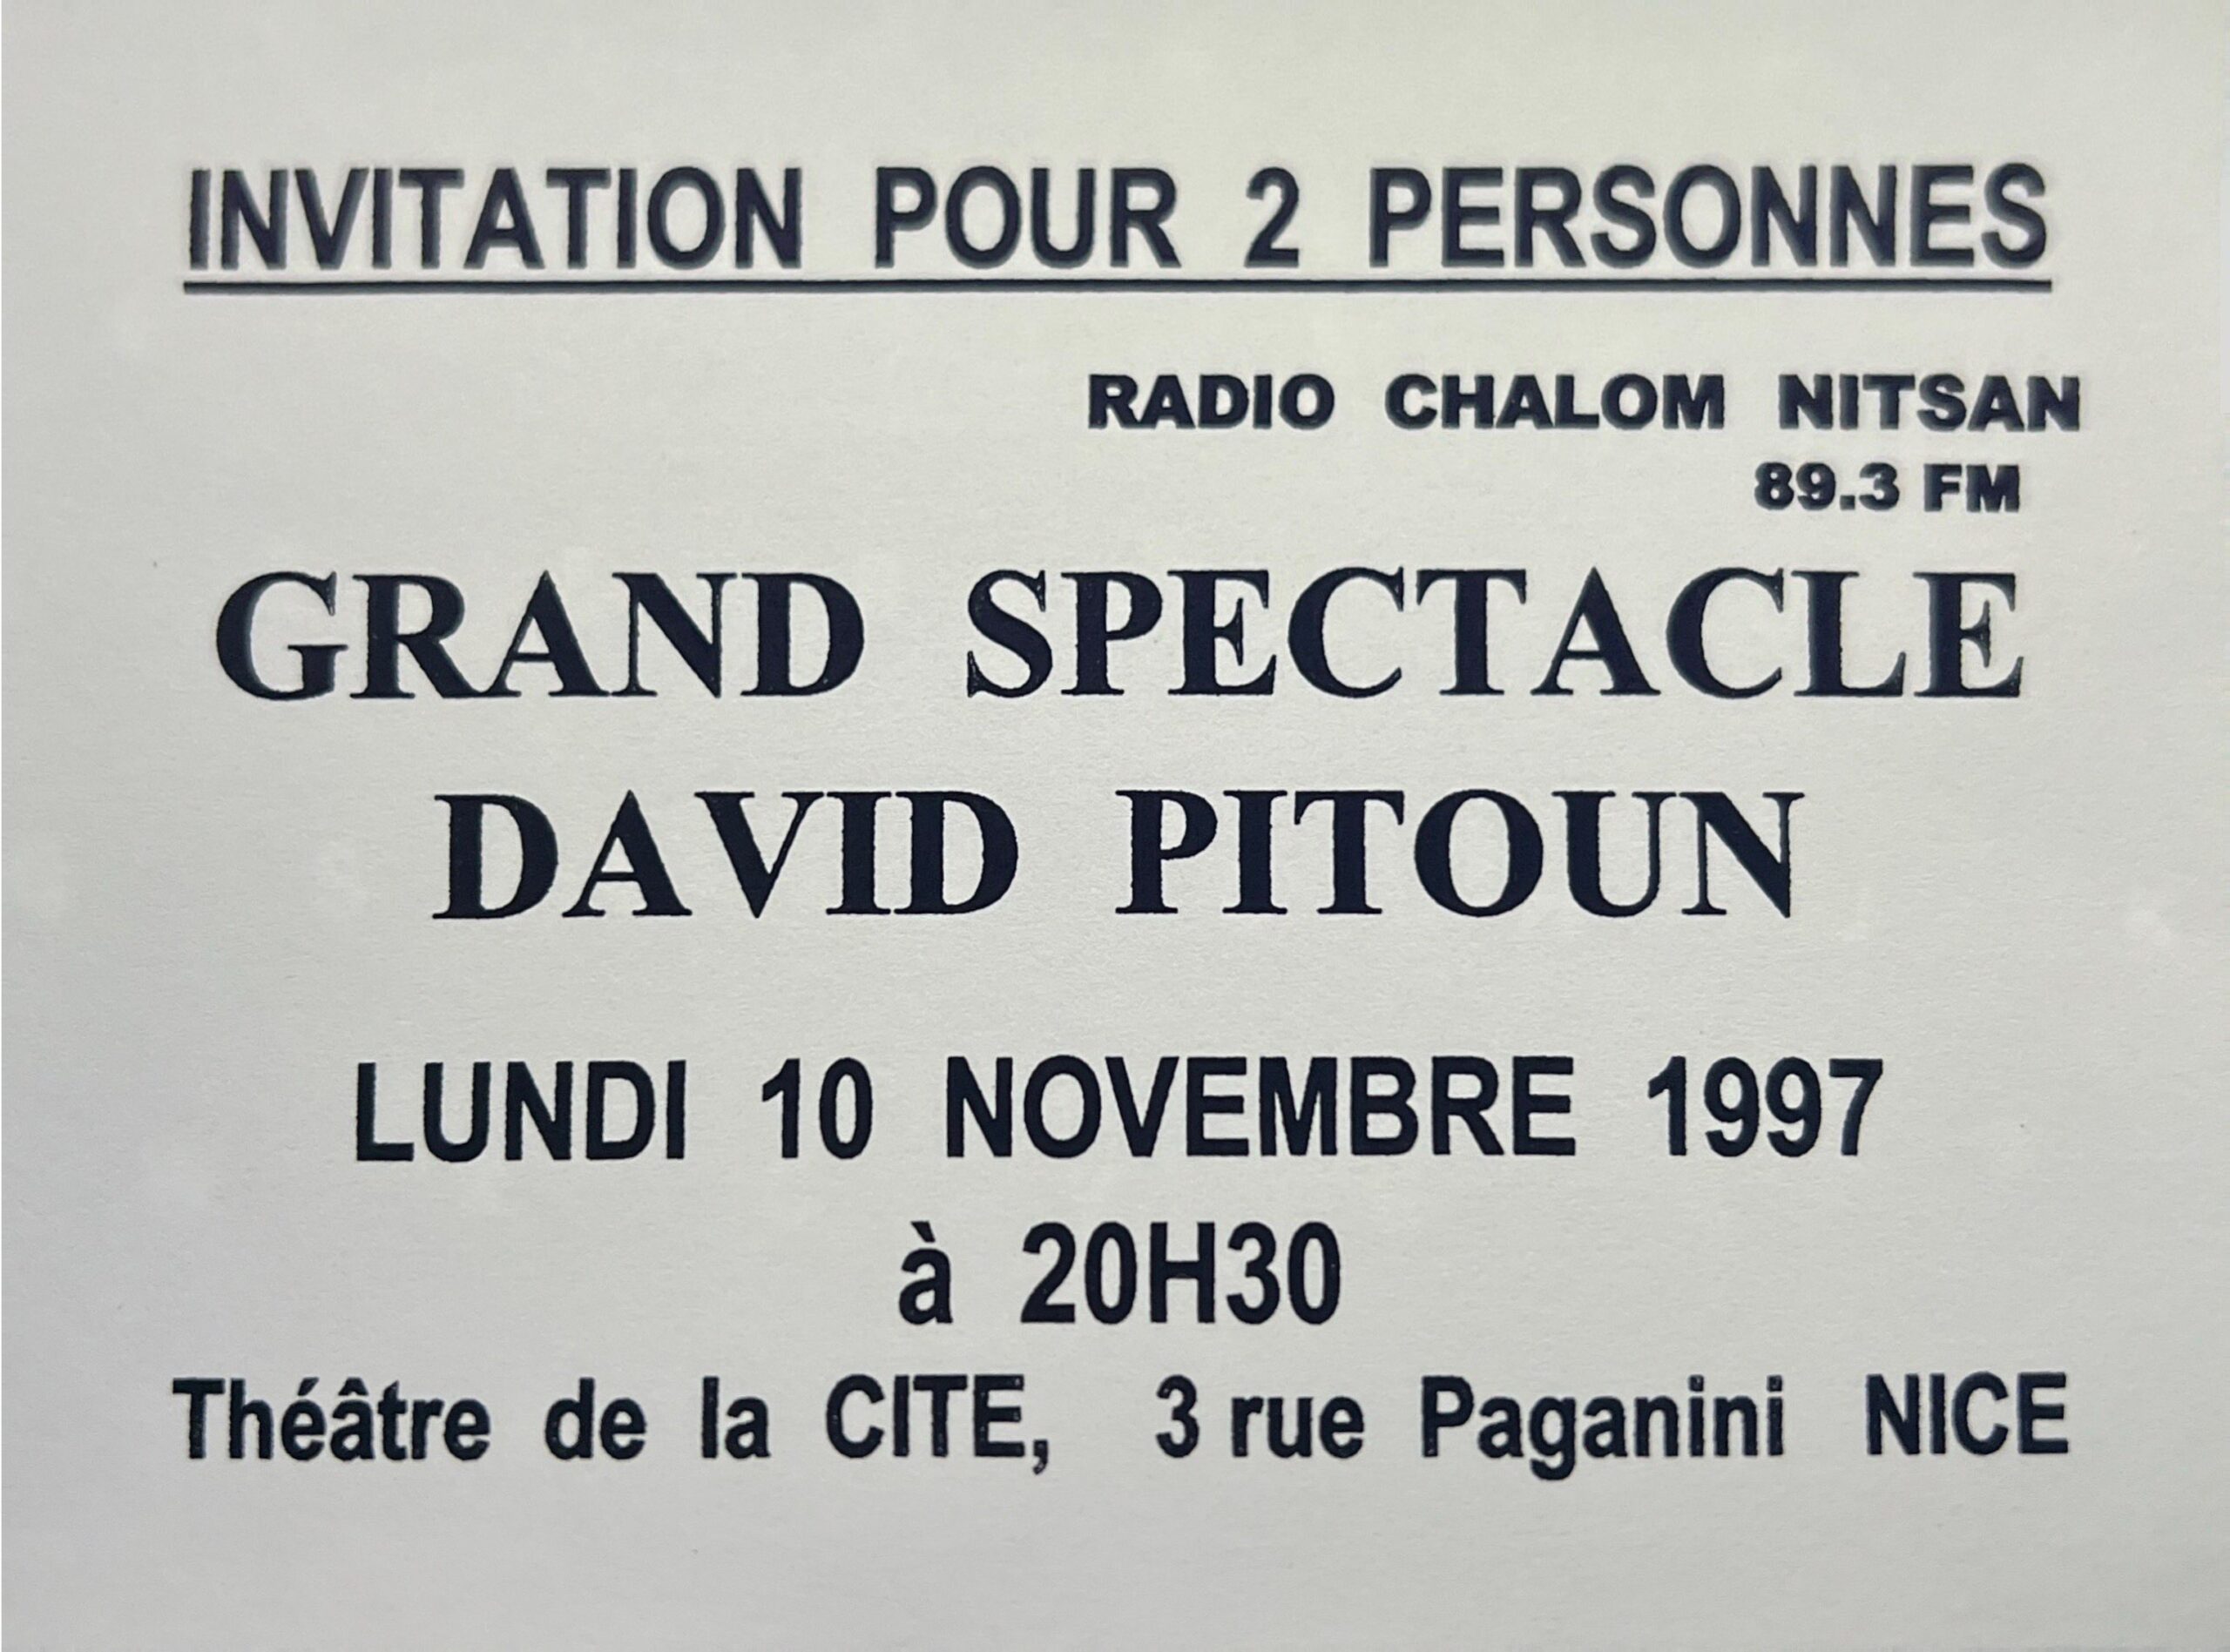 INVITATION POUR 2 PERSONNES
RADIO CHALOM NITSAN
89.3 FM
GRAND SPECTACLE
DAVID PITOUN
LUNDI 10 NOVEMBRE 1997
à 20H30
Théâtre de la CITE, 3 rue Paganini NICE